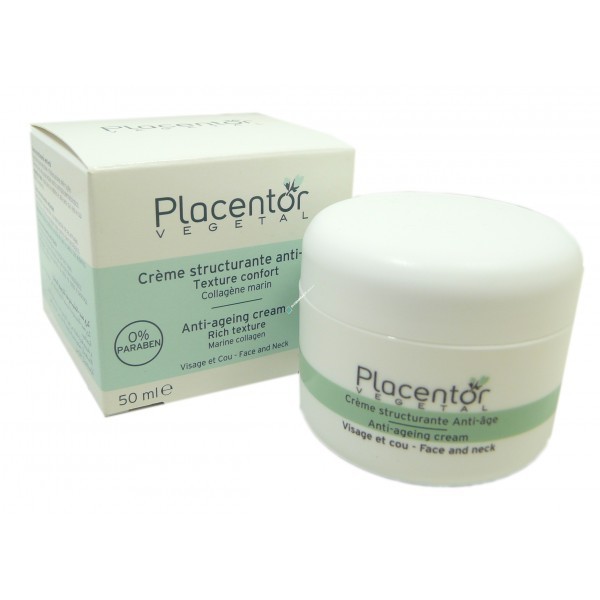 Placentor
VEGETAL
Crème structurante anti-
Texture confort
Collagène marin
Anti-ageing cream
Rich texture
Marine collagen
Visage et Cou - Face and Neck
0%
PARABEN
50 ml e
Placentor
VEGETAL
Crème structurante Anti-âge
Anti-ageing cream
Visage et cou - Face and neck